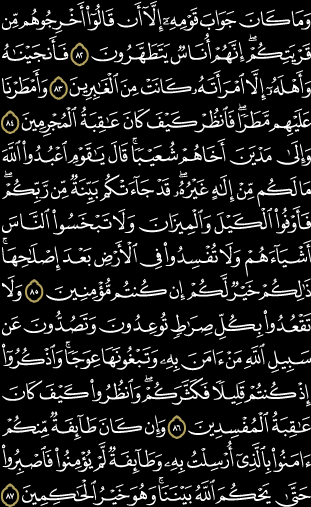 وَمَا كَانَ جَوَابَ قَوْمِهِۦٓ إِلَّآ أَن قَالُوٓا۟ أَخْرِجُوهُم مِّن
قَرْيَتِكُمْ ۖ إِنَّهُمْ أُنَاسٌ يَتَطَهَّرُونَ ٨٢ فَأَنجَيْنَـٰهُ
وَأَهْلَهُۥٓ إِلَّا ٱمْرَأَتَهُۥ كَانَتْ مِنَ ٱلْغَـٰبِرِينَ ٨٣ وَأَمْطَرْنَا
عَلَيْهِم مَّطَرًا ۖ فَٱنظُرْ كَيْفَ كَانَ عَـٰقِبَةُ ٱلْمُجْرِمِينَ ٨٤
وَإِلَىٰ مَدْيَنَ أَخَاهُمْ شُعَيْبًا ۗ قَالَ يَـٰقَوْمِ ٱعْبُدُوا۟ ٱللَّهَ
مَا لَكُم مِّنْ إِلَـٰهٍ غَيْرُهُۥ ۖ قَدْ جَآءَتْكُم بَيِّنَةٌ مِّن رَّبِّكُمْ ۖ
فَأَوْفُوا۟ ٱلْكَيْلَ وَٱلْمِيزَانَ وَلَا تَبْخَسُوا۟ ٱلنَّاسَ
أَشْيَآءَهُمْ وَلَا تُفْسِدُوا۟ فِى ٱلْأَرْضِ بَعْدَ إِصْلَـٰحِهَا ۚ
ذَٰلِكُمْ خَيْرٌ لَّكُمْ إِن كُنتُم مُّؤْمِنِينَ ٨٥ وَلَا
تَقْعُدُوا۟ بِكُلِّ صِرَٰطٍ تُوعِدُونَ وَتَصُدُّونَ عَن
سَبِيلِ ٱللَّهِ مَنْ ءَامَنَ بِهِۦ وَتَبْغُونَهَا عِوَجًا ۚ وَٱذْكُرُوٓا۟
إِذْ كُنتُمْ قَلِيلًا فَكَثَّرَكُمْ ۖ وَٱنظُرُوا۟ كَيْفَ كَانَ
عَـٰقِبَةُ ٱلْمُفْسِدِينَ ٨٦ وَإِن كَانَ طَآئِفَةٌ مِّنكُمْ
ءَامَنُوا۟ بِٱلَّذِىٓ أُرْسِلْتُ بِهِۦ وَطَآئِفَةٌ لَّمْ يُؤْمِنُوا۟ فَٱصْبِرُوا۟
حَتَّىٰ يَحْكُمَ ٱللَّهُ بَيْنَنَا ۚ وَهُوَ خَيْرُ ٱلْحَـٰكِمِينَ ٨٧